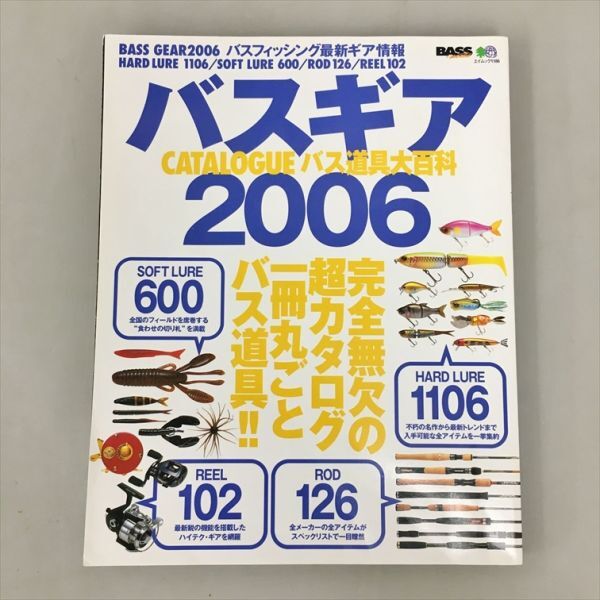 BASS GEAR2006 バスフィッシング最新ギア情報
HARD LURE 1106/SOFT LURE 600/ROD126/REEL102
BASS
エイムック1186
バスギア
CATALOGUE バス道具大百科
2006
SOFT LURE
600
全国のフィールドを席巻する
“食わせの切り札”を満載
完全無欠の
超カタログ
一冊丸ごと
バス道具!!
HARD LURE
1106
不朽の名作から最新トレンドまで
入手可能な全アイテムを一挙集約
REEL
102
最新鋭の機能を搭載した
ハイテク・ギアを網羅
ROD
126
全メーカーの全アイテムが
スペックリストで一目瞭然